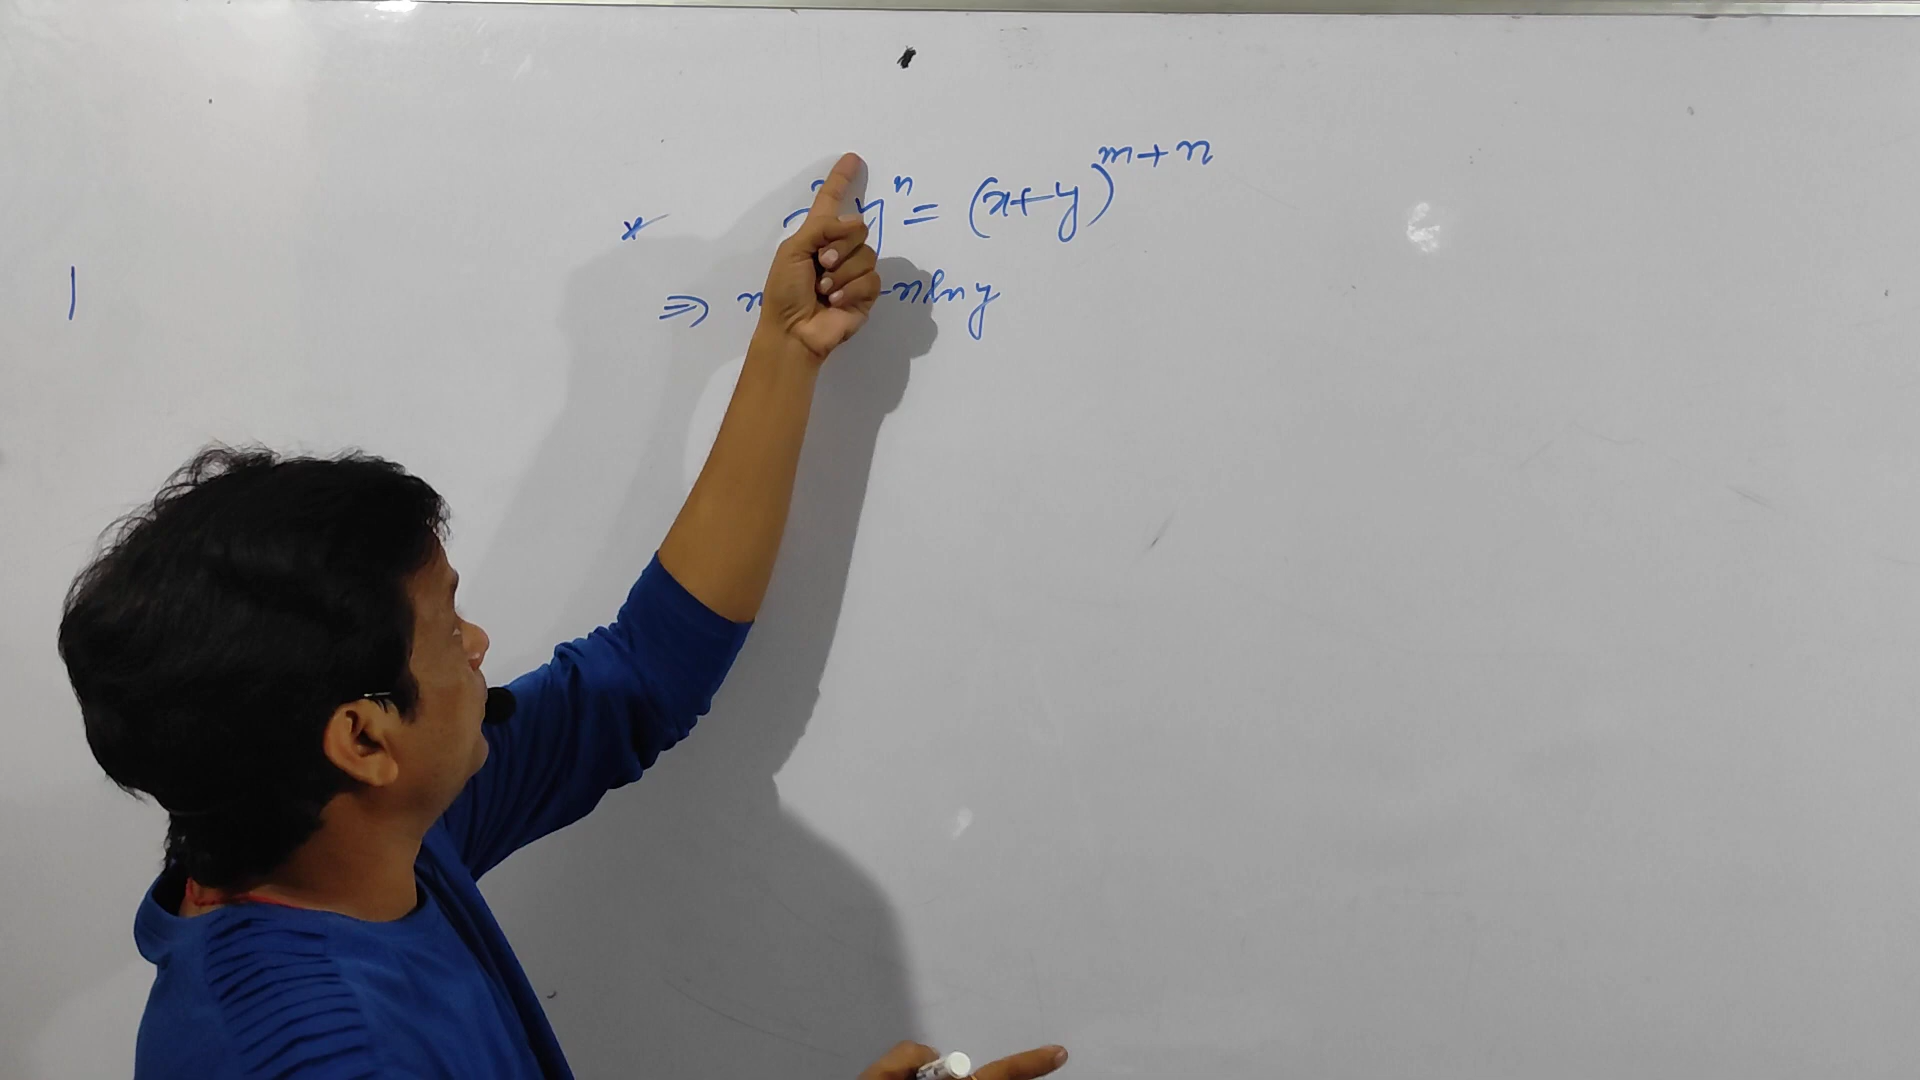 * y^n = (x+y)^{m+n}
|
⇒ n ln y